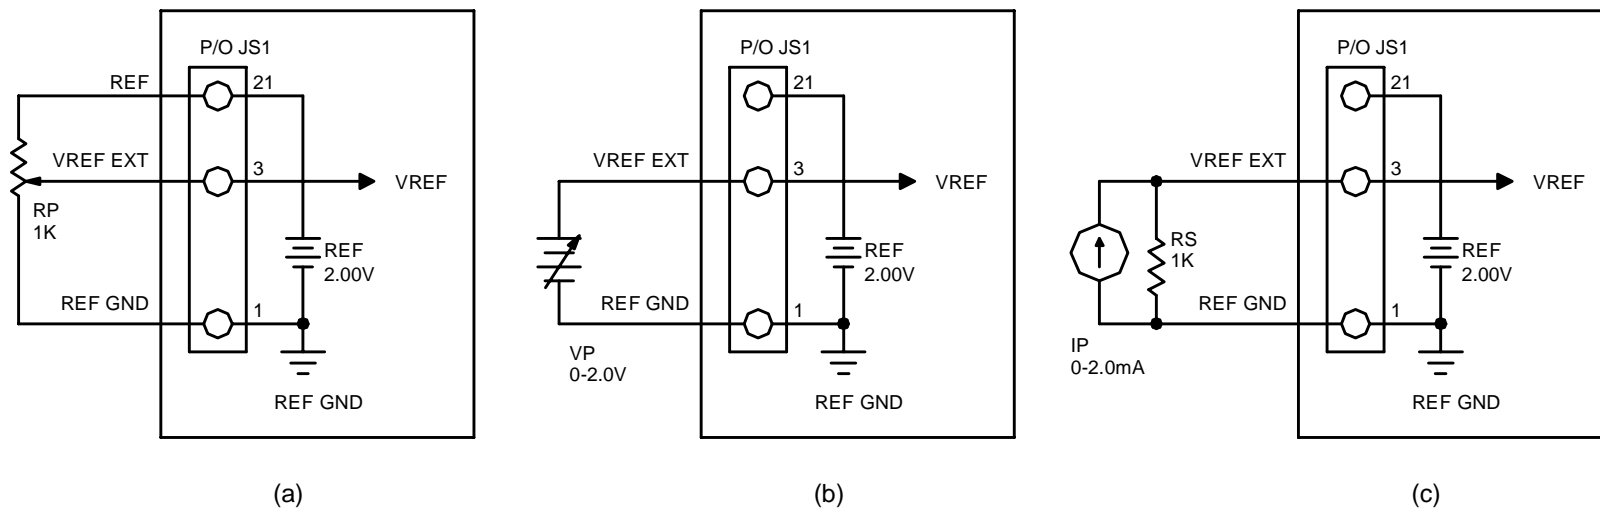 P/O JS1
REF
21
VREF EXT
3
VREF
RP
1K
REF
2.00V
REF GND
1
REF GND
(a)
P/O JS1
21
VREF EXT
3
VREF
REF
2.00V
REF GND
1
VP
0-2.0V
REF GND
(b)
P/O JS1
21
VREF EXT
3
VREF
RS
1K
REF
2.00V
REF GND
1
IP
0-2.0mA
REF GND
(c)